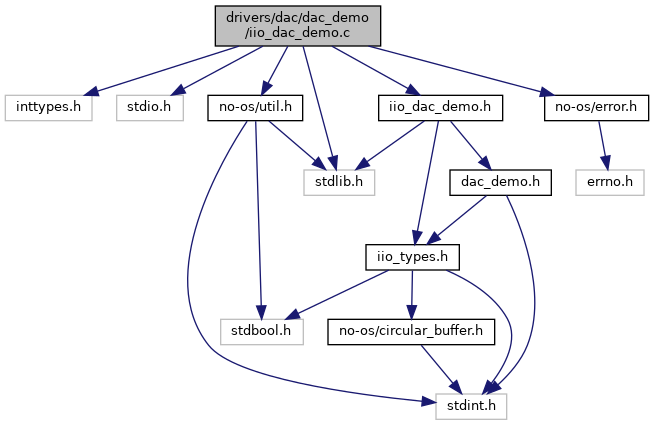 drivers/dac/dac_demo
/iio_dac_demo.c
inttypes.h
stdio.h
no-os/util.h
iio_dac_demo.h
no-os/error.h
stdlib.h
dac_demo.h
errno.h
iio_types.h
stdbool.h
no-os/circular_buffer.h
stdint.h